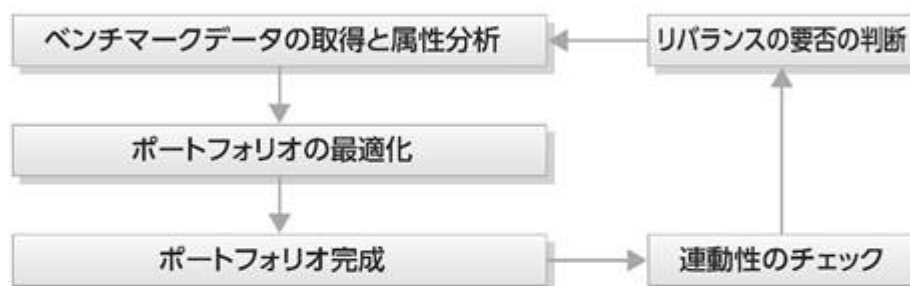 ベンチマークデータの取得と属性分析
リバランスの要否の判断
ポートフォリオの最適化
ポートフォリオ完成
連動性のチェック